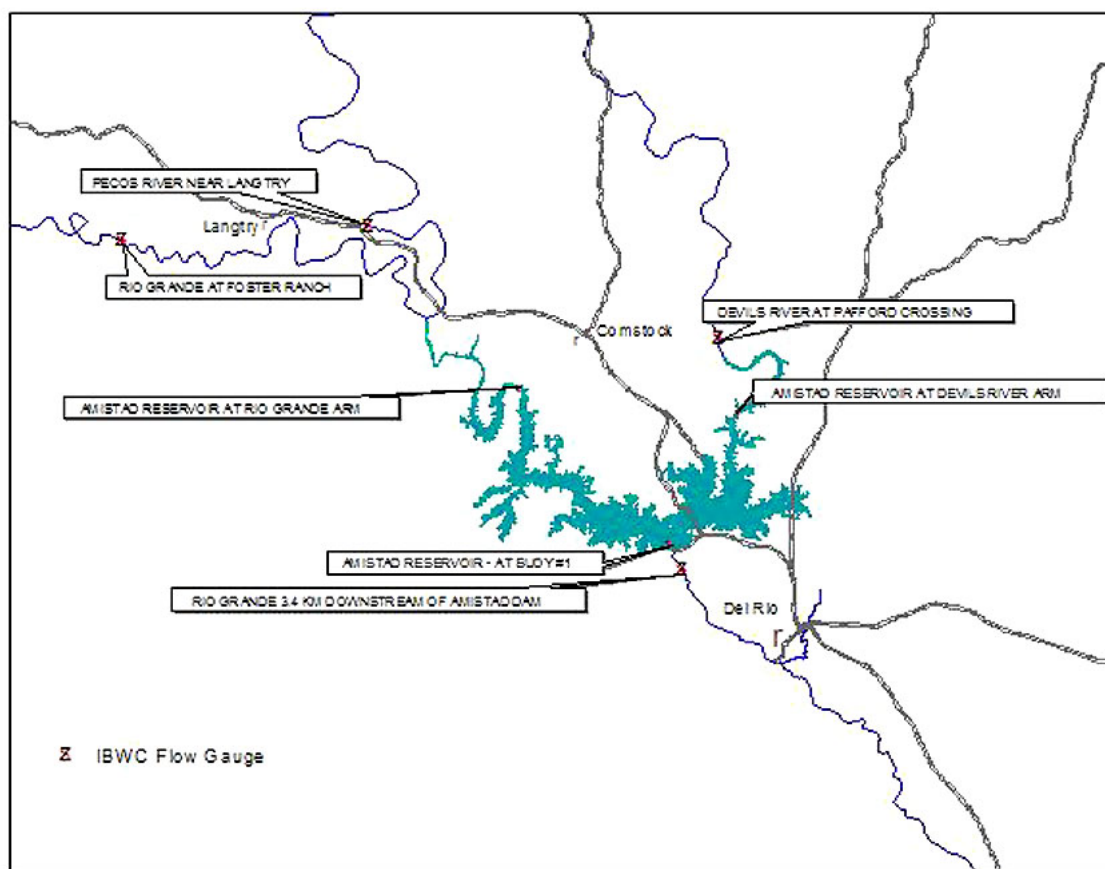 PECOS RIVER NEAR LANGTRY
Langtry
RIO GRANDE AT FOSTER RANCH
DEVILS RIVER AT PAFFORD CROSSING
Comstock
AMISTAD RESERVOIR AT RIO GRANDE ARM
AMISTAD RESERVOIR AT DEVILS RIVER ARM
AMISTAD RESERVOIR - AT BUOY #1
RIO GRANDE 3.4 KM DOWNSTREAM OF AMISTAD DAM
Del Rio
IBWC Flow Gauge